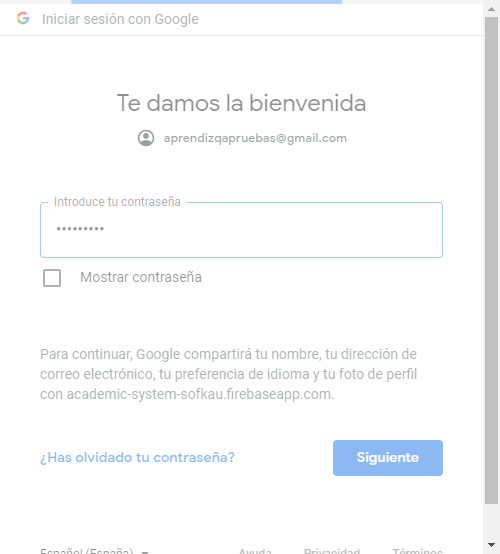 Iniciar sesión con Google
Te damos la bienvenida
aprendizqapruebas@gmail.com
Introduce tu contraseña
•••••••••
Mostrar contraseña
Para continuar, Google compartirá tu nombre, tu dirección de
correo electrónico, tu preferencia de idioma y tu foto de perfil
con academic-system-sofkau.firebaseapp.com.
¿Has olvidado tu contraseña?
Siguiente
Español (España)
Ayuda
Privacidad
Términos